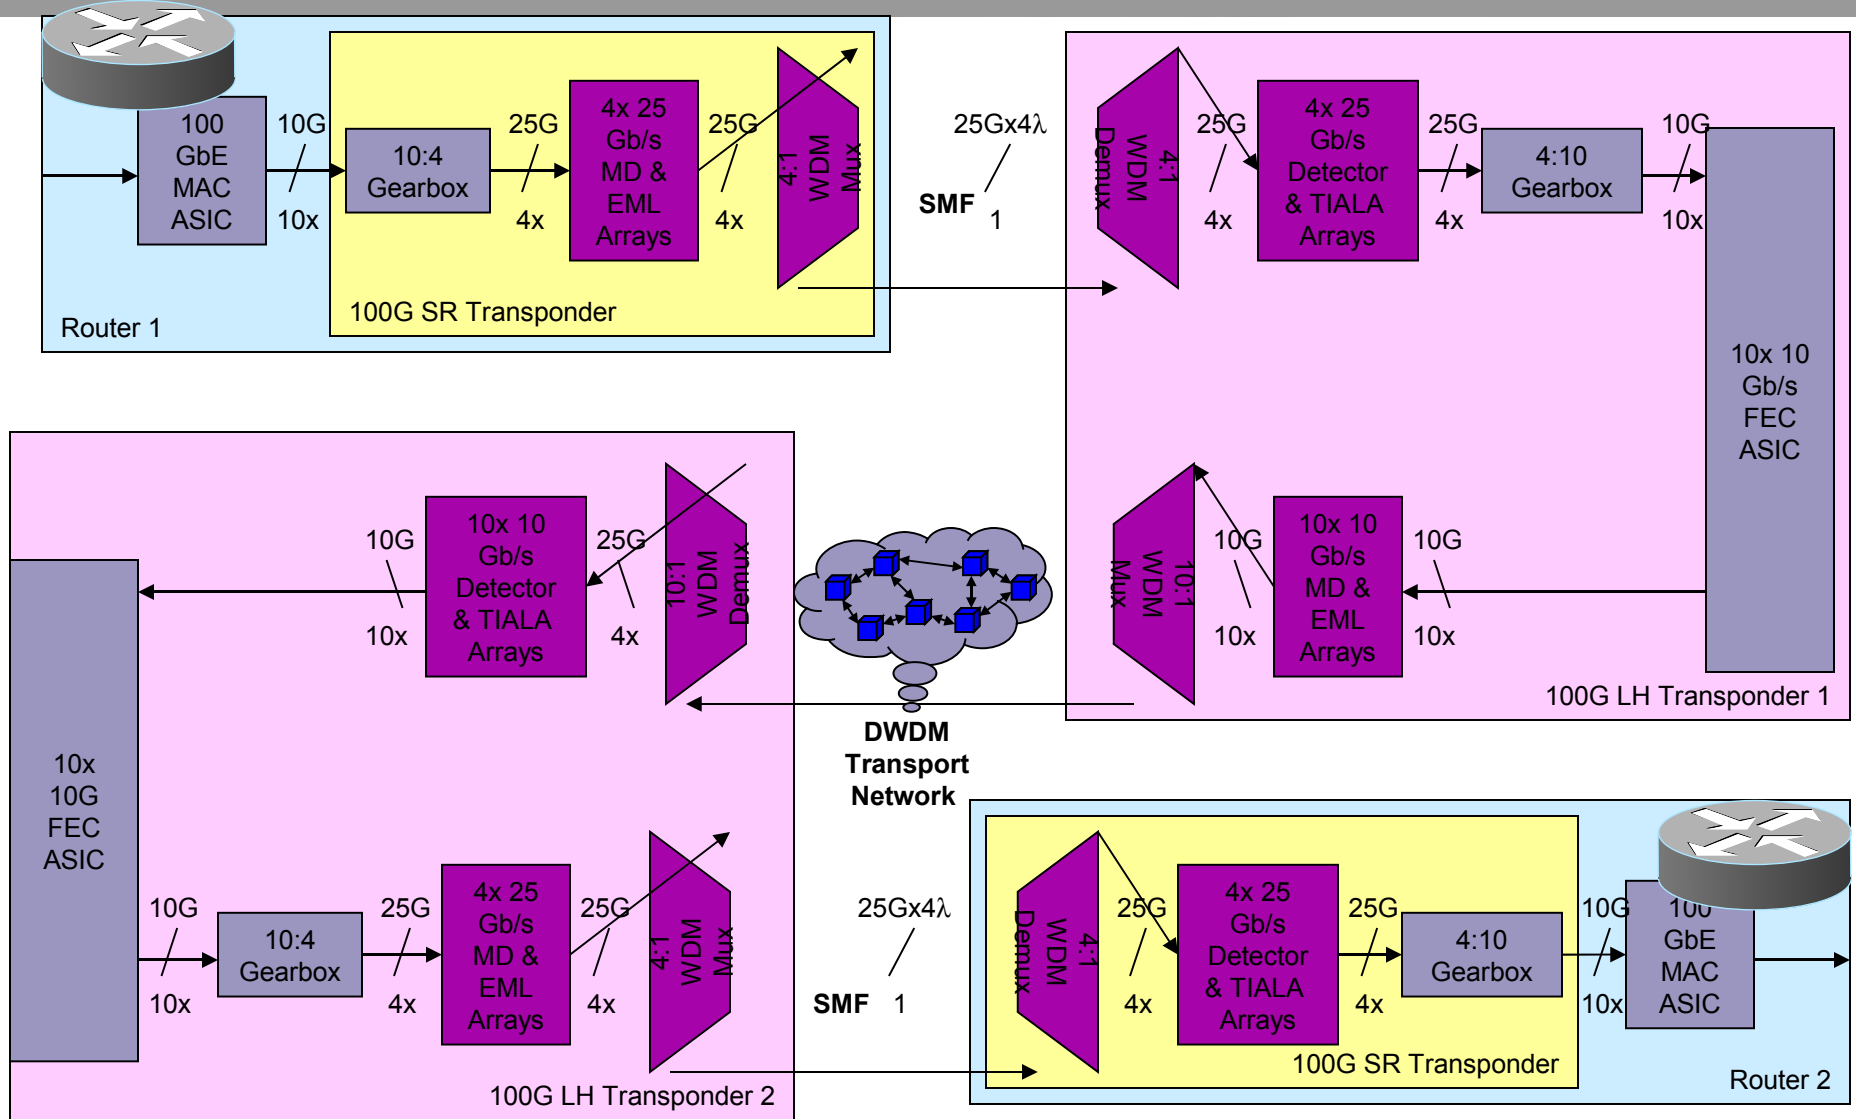 100
GbE
MAC
ASIC
10G
10x
10:4
Gearbox
25G
4x
4x 25
Gb/s
MD &
EML
Arrays
25G
4x
4:1
WDM
Mux
100G SR Transponder
Router 1
25Gx4λ
SMF
1
4:1
WDM
Demux
25G
4x
4x 25
Gb/s
Detector
& TIALA
Arrays
25G
4x
4:10
Gearbox
10G
10x
10x 10
Gb/s
FEC
ASIC
10G
10x
10x 10
Gb/s
MD &
EML
Arrays
10G
10x
10:1
WDM
Mux
100G LH Transponder 1
DWDM
Transport
Network
10:1
WDM
Demux
25G
4x
10x 10
Gb/s
Detector
& TIALA
Arrays
10G
10x
10x
10G
FEC
ASIC
10G
10x
10:4
Gearbox
25G
4x
4x 25
Gb/s
MD &
EML
Arrays
25G
4x
4:1
WDM
Mux
100G LH Transponder 2
25Gx4λ
SMF
1
4:1
WDM
Demux
25G
4x
4x 25
Gb/s
Detector
& TIALA
Arrays
25G
4x
4:10
Gearbox
10G
10x
100
GbE
MAC
ASIC
100G SR Transponder
Router 2